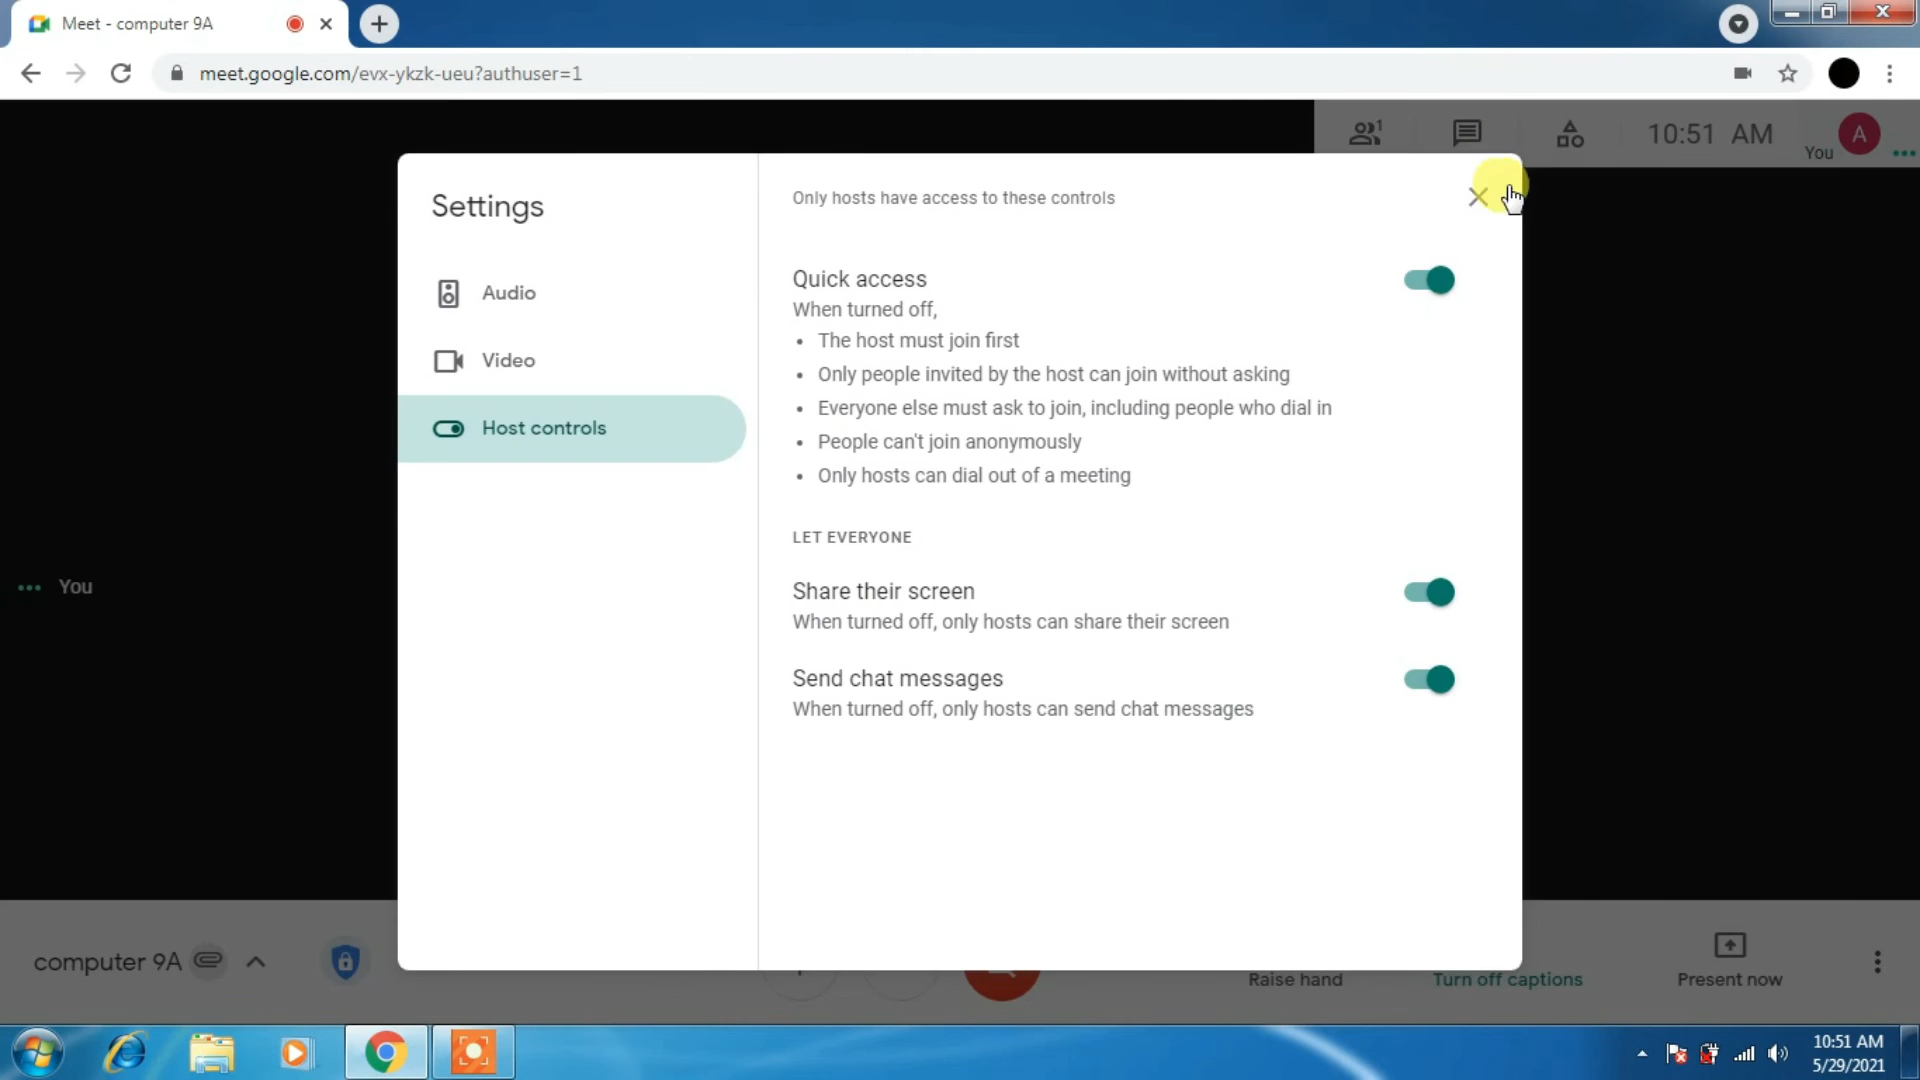 Meet - computer 9A
meet.google.com/evx-ykzk-ueu?authuser=1
1
10:51 AM
You
A
Settings
Only hosts have access to these controls
Audio
Video
Host controls
Quick access
When turned off,
• The host must join first
• Only people invited by the host can join without asking
• Everyone else must ask to join, including people who dial in
• People can't join anonymously
• Only hosts can dial out of a meeting
LET EVERYONE
Share their screen
When turned off, only hosts can share their screen
Send chat messages
When turned off, only hosts can send chat messages
You
computer 9A
Raise hand
Turn off captions
Present now
10:51 AM
5/29/2021